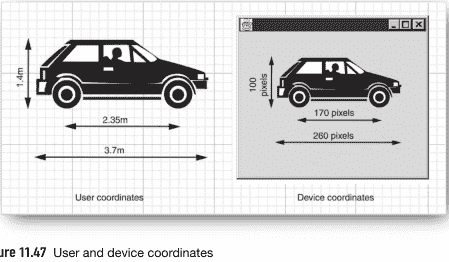 1.4m
2.35m
3.7m
User coordinates
100
pixels
170 pixels
260 pixels
Device coordinates
ure 11.47 User and device coordinates